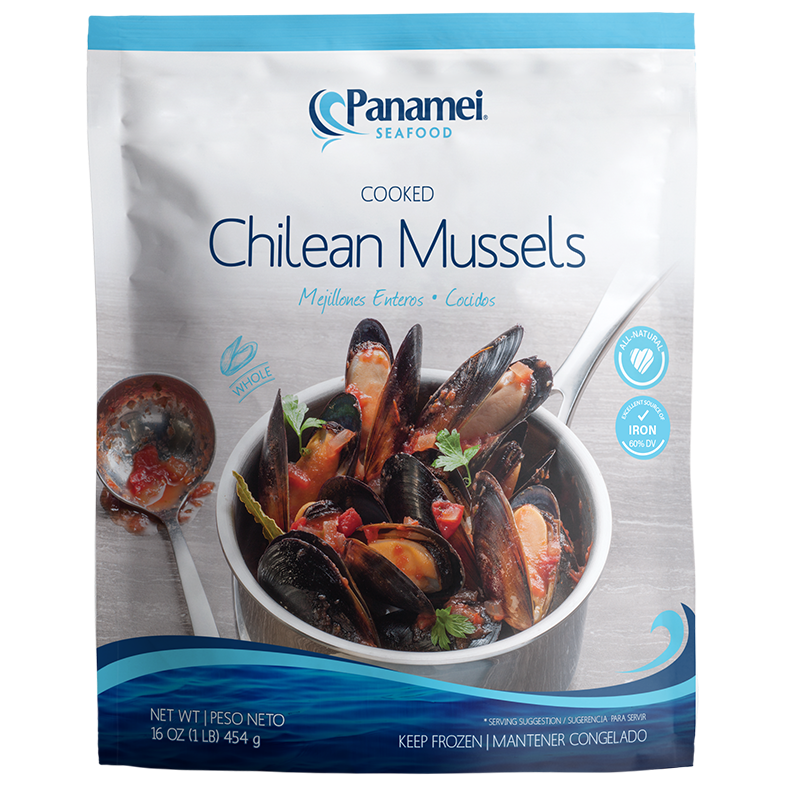 Panamei®
SEAFOOD
COOKED
Chilean Mussels
Mejillones Enteros • Cocidos
WHOLE
ALL-NATURAL
EXCELLENT SOURCE OF
IRON
60% DV
NET WT | PESO NETO
16 OZ (1 LB) 454 g
* SERVING SUGGESTION / SUGERENCIA PARA SERVIR
KEEP FROZEN | MANTENER CONGELADO